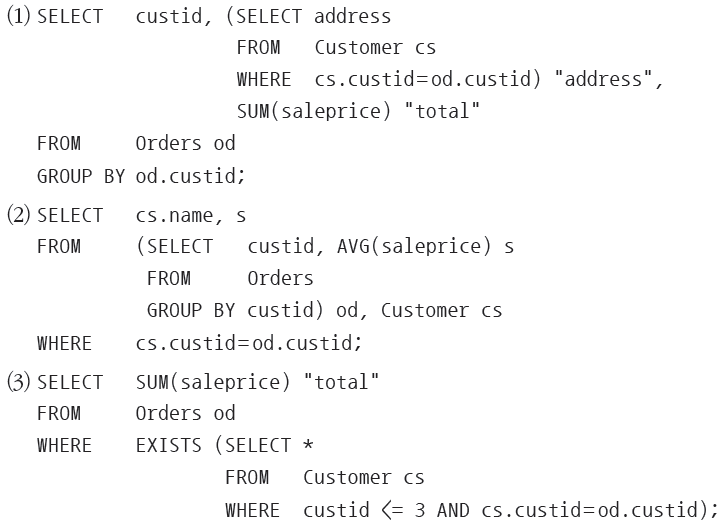 (1) SELECT custid, (SELECT address
FROM Customer cs
WHERE cs.custid=od.custid) "address",
SUM(saleprice) "total"
FROM Orders od
GROUP BY od.custid;
(2) SELECT cs.name, s
FROM (SELECT custid, AVG(saleprice) s
FROM Orders
GROUP BY custid) od, Customer cs
WHERE cs.custid=od.custid;
(3) SELECT SUM(saleprice) "total"
FROM Orders od
WHERE EXISTS (SELECT *
FROM Customer cs
WHERE custid <= 3 AND cs.custid=od.custid);